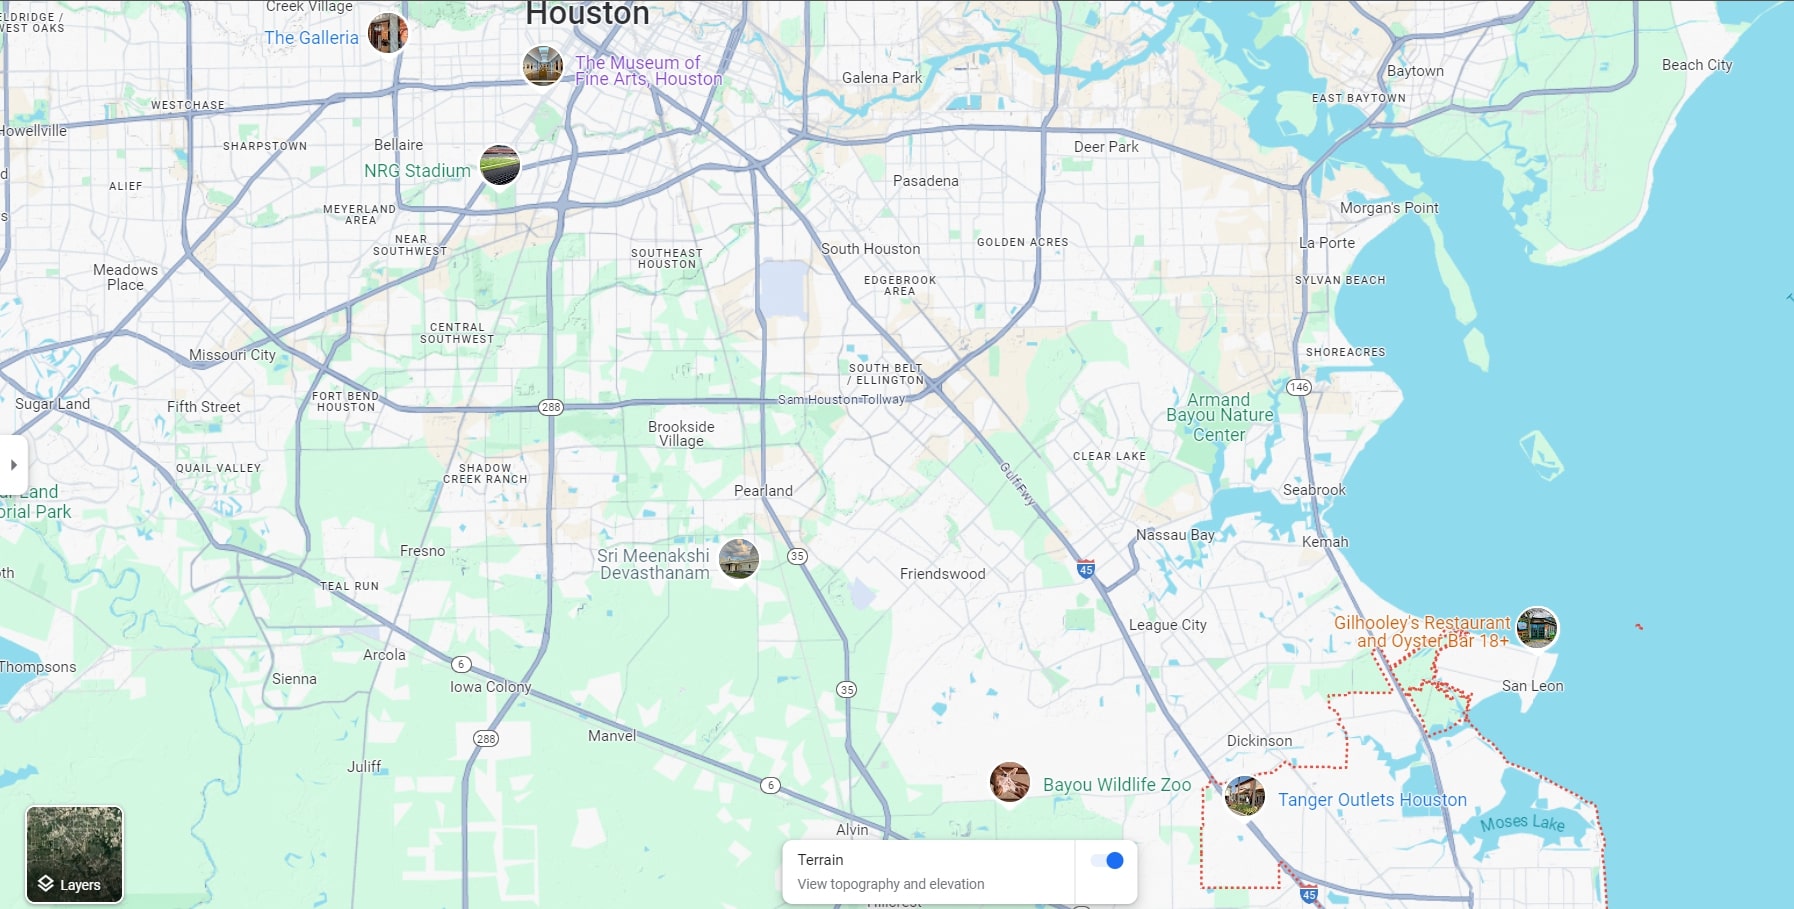 Houston
Creek Village
ELDRIDGE /
WEST OAKS
The Galleria
The Museum of
Fine Arts, Houston
Galena Park
Baytown
Beach City
EAST BAYTOWN
WESTCHASE
Howellville
SHARPSTOWN
Bellaire
NRG Stadium
Deer Park
Pasadena
ALIEF
MEYERLAND
AREA
NEAR
SOUTHWEST
Morgan's Point
La Porte
GOLDEN ACRES
South Houston
SOUTHEAST
HOUSTON
EDGEBROOK
AREA
SYLVAN BEACH
Meadows
Place
CENTRAL
SOUTHWEST
Missouri City
SHOREACRES
SOUTH BELT
/ ELLINGTON
146
Sugar Land
Fifth Street
FORT BEND
HOUSTON
288
Sam Houston Tollway
Armand
Bayou Nature
Center
Brookside
Village
QUAIL VALLEY
SHADOW
CREEK RANCH
CLEAR LAKE
Gulf Fwy
Land
orial Park
Pearland
Seabrook
Nassau Bay
Kemah
Fresno
Sri Meenakshi
Devasthanam
35
45
Friendswood
TEAL RUN
League City
Gilhooley's Restaurant
and Oyster Bar 18+
Thompsons
Arcola
6
Sienna
Iowa Colony
35
San Leon
288
Manvel
Dickinson
Juliff
6
Bayou Wildlife Zoo
Tanger Outlets Houston
Moses Lake
Alvin
Terrain
View topography and elevation
Layers
45
Hillcrest